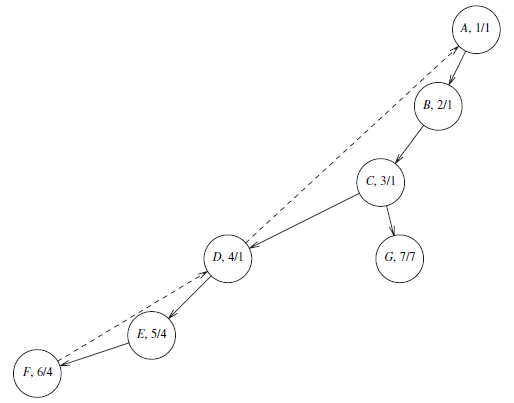 A, 1/1
B, 2/1
C, 3/1
D, 4/1
G, 7/7
E, 5/4
F, 6/4